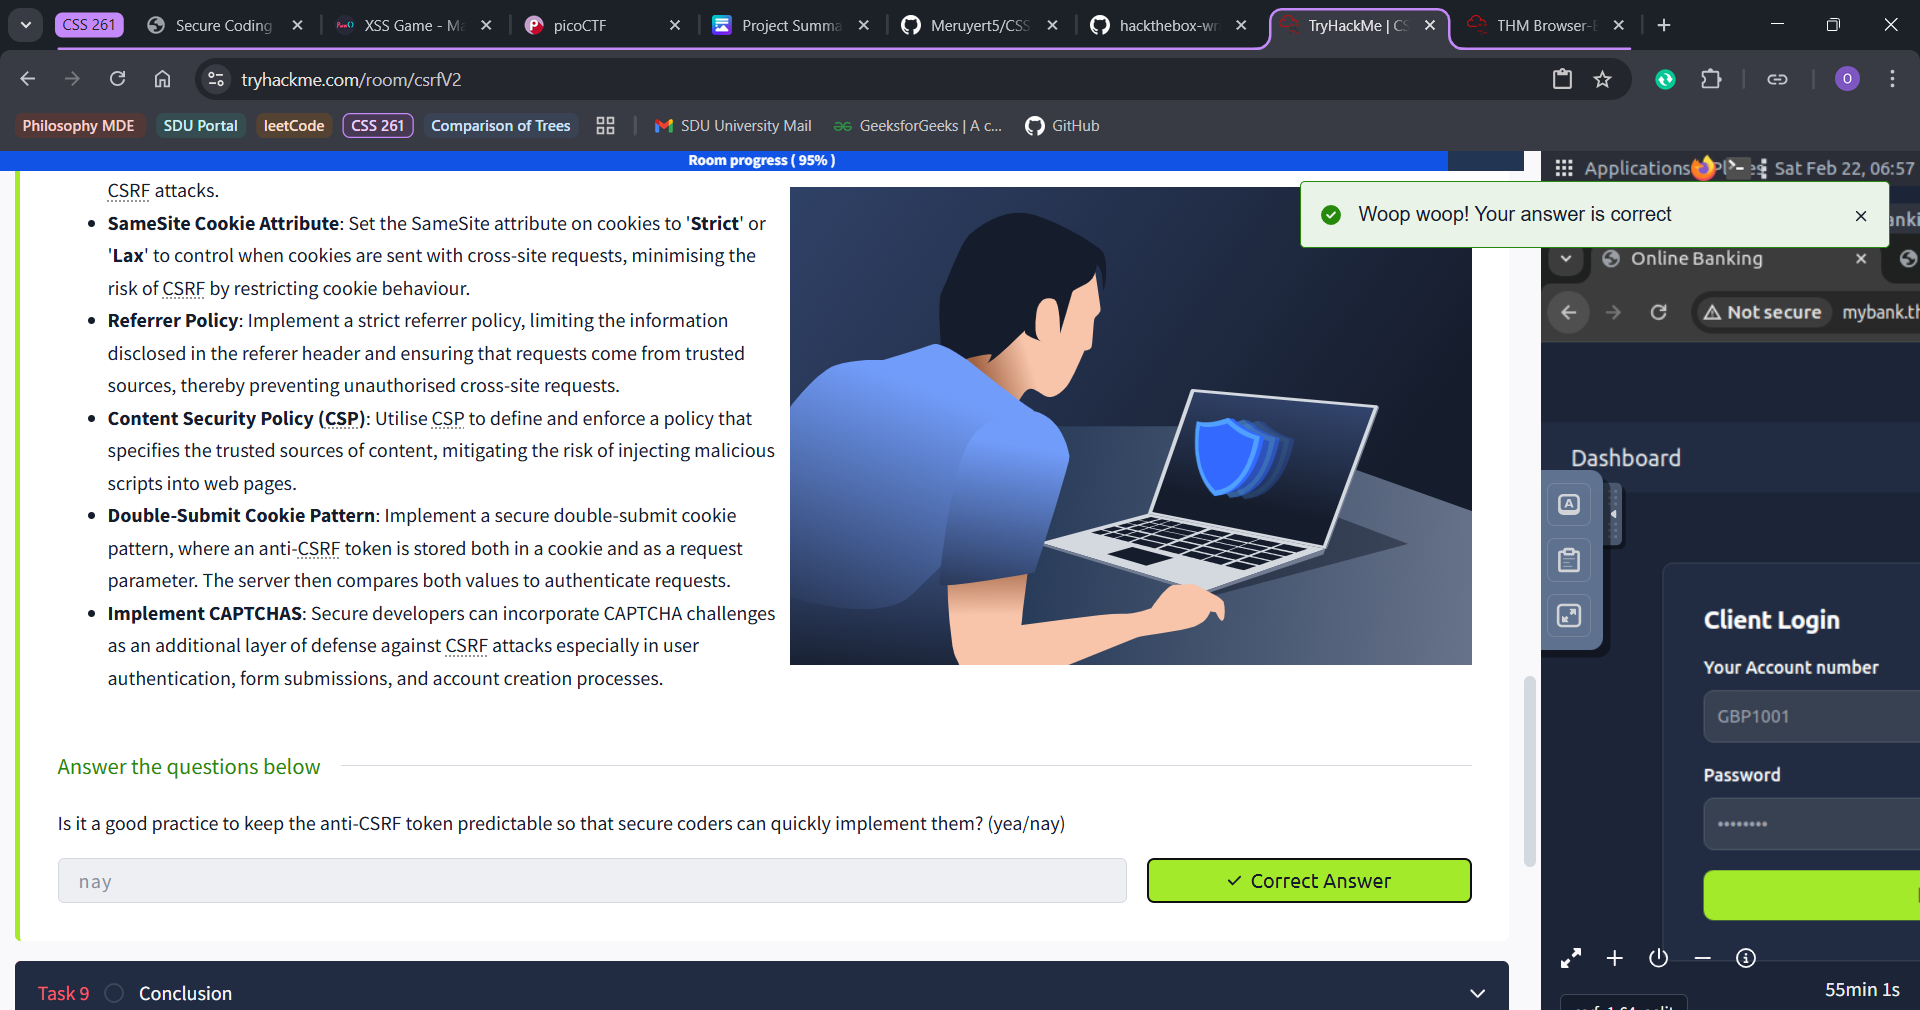 CSS 261
Secure Coding
XSS Game - Ma
picoCTF
Project Summa
Meruyert5/CSS
hackthebox-wr
TryHackMe | CS
THM Browser-
tryhackme.com/room/csrfV2
O
Philosophy MDE
SDU Portal
leetCode
CSS 261
Comparison of Trees
SDU University Mail
GeeksforGeeks | A c...
GitHub
Room progress ( 95% )
CSRF attacks.
SameSite Cookie Attribute: Set the SameSite attribute on cookies to 'Strict' or
'Lax' to control when cookies are sent with cross-site requests, minimising the
risk of CSRF by restricting cookie behaviour.
Referrer Policy: Implement a strict referrer policy, limiting the information
disclosed in the referer header and ensuring that requests come from trusted
sources, thereby preventing unauthorised cross-site requests.
Content Security Policy (CSP): Utilise CSP to define and enforce a policy that
specifies the trusted sources of content, mitigating the risk of injecting malicious
scripts into web pages.
Double-Submit Cookie Pattern: Implement a secure double-submit cookie
pattern, where an anti-CSRF token is stored both in a cookie and as a request
parameter. The server then compares both values to authenticate requests.
Implement CAPTCHAS: Secure developers can incorporate CAPTCHA challenges
as an additional layer of defense against CSRF attacks especially in user
authentication, form submissions, and account creation processes.
Answer the questions below
Is it a good practice to keep the anti-CSRF token predictable so that secure coders can quickly implement them? (yea/nay)
nay
Correct Answer
Task 9
Conclusion
Applications
Sat Feb 22, 06:57
Woop woop! Your answer is correct
Online Banking
Not secure
mybank.th
Dashboard
A
Client Login
Your Account number
GBP1001
Password
55min 1s